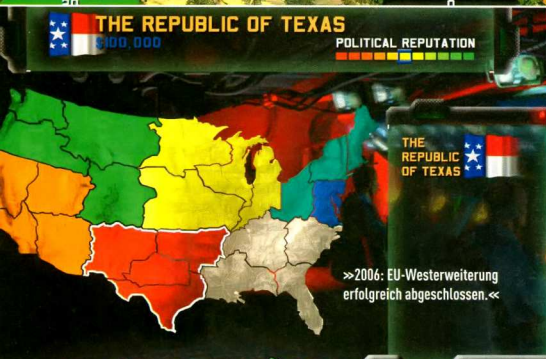 THE REPUBLIC OF TEXAS
$100,000
POLITICAL REPUTATION
THE
REPUBLIC
OF TEXAS
»2006: EU-Westerweiterung
erfolgreich abgeschlossen.«